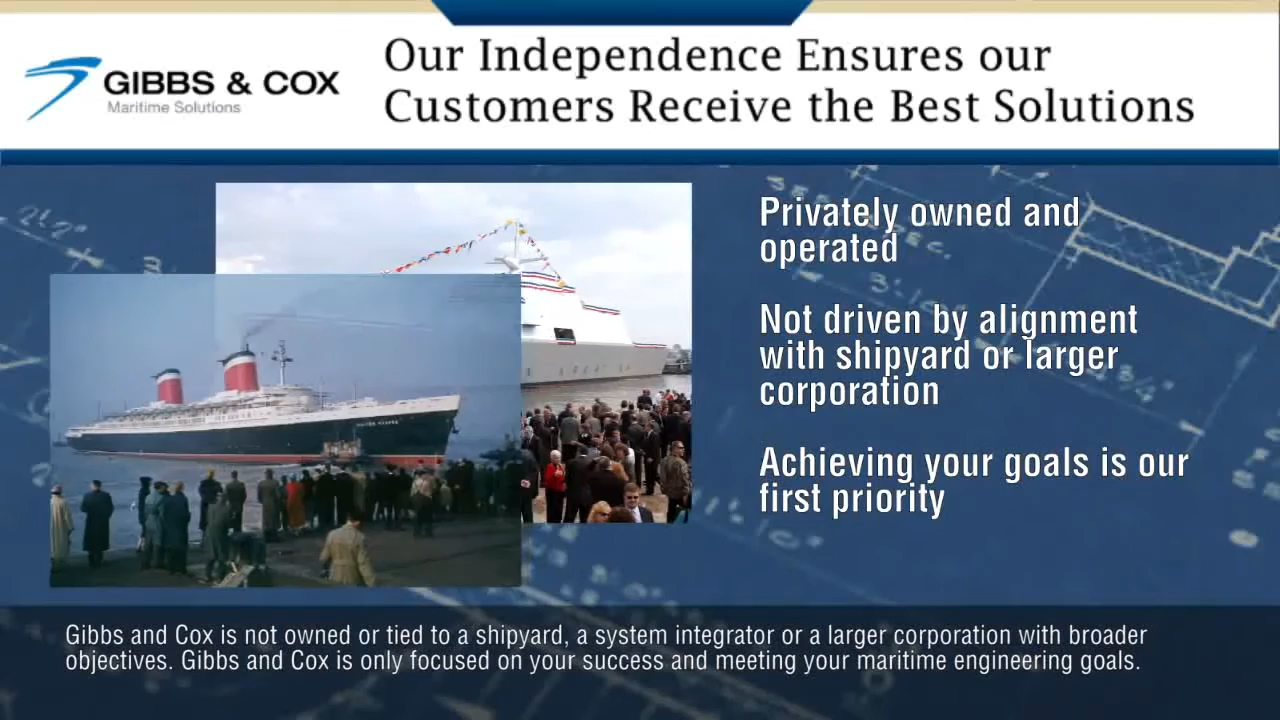 GIBBS & COX
Maritime Solutions
Our Independence Ensures our
Customers Receive the Best Solutions
Privately owned and
operated
Not driven by alignment
with shipyard or larger
corporation
Achieving your goals is our
first priority
Gibbs and Cox is not owned or tied to a shipyard, a system integrator or a larger corporation with broader
objectives. Gibbs and Cox is only focused on your success and meeting your maritime engineering goals.